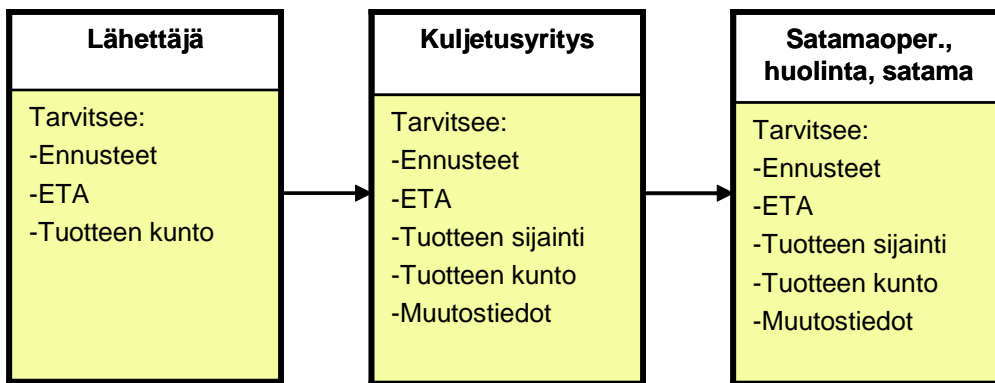 Lähettäjä
Tarvitsee:
-Ennusteet
-ETA
-Tuotteen kunto
Kuljetusyritys
Tarvitsee:
-Ennusteet
-ETA
-Tuotteen sijainti
-Tuotteen kunto
-Muutostiedot
Satamaoper.,
huolinta, satama
Tarvitsee:
-Ennusteet
-ETA
-Tuotteen sijainti
-Tuotteen kunto
-Muutostiedot